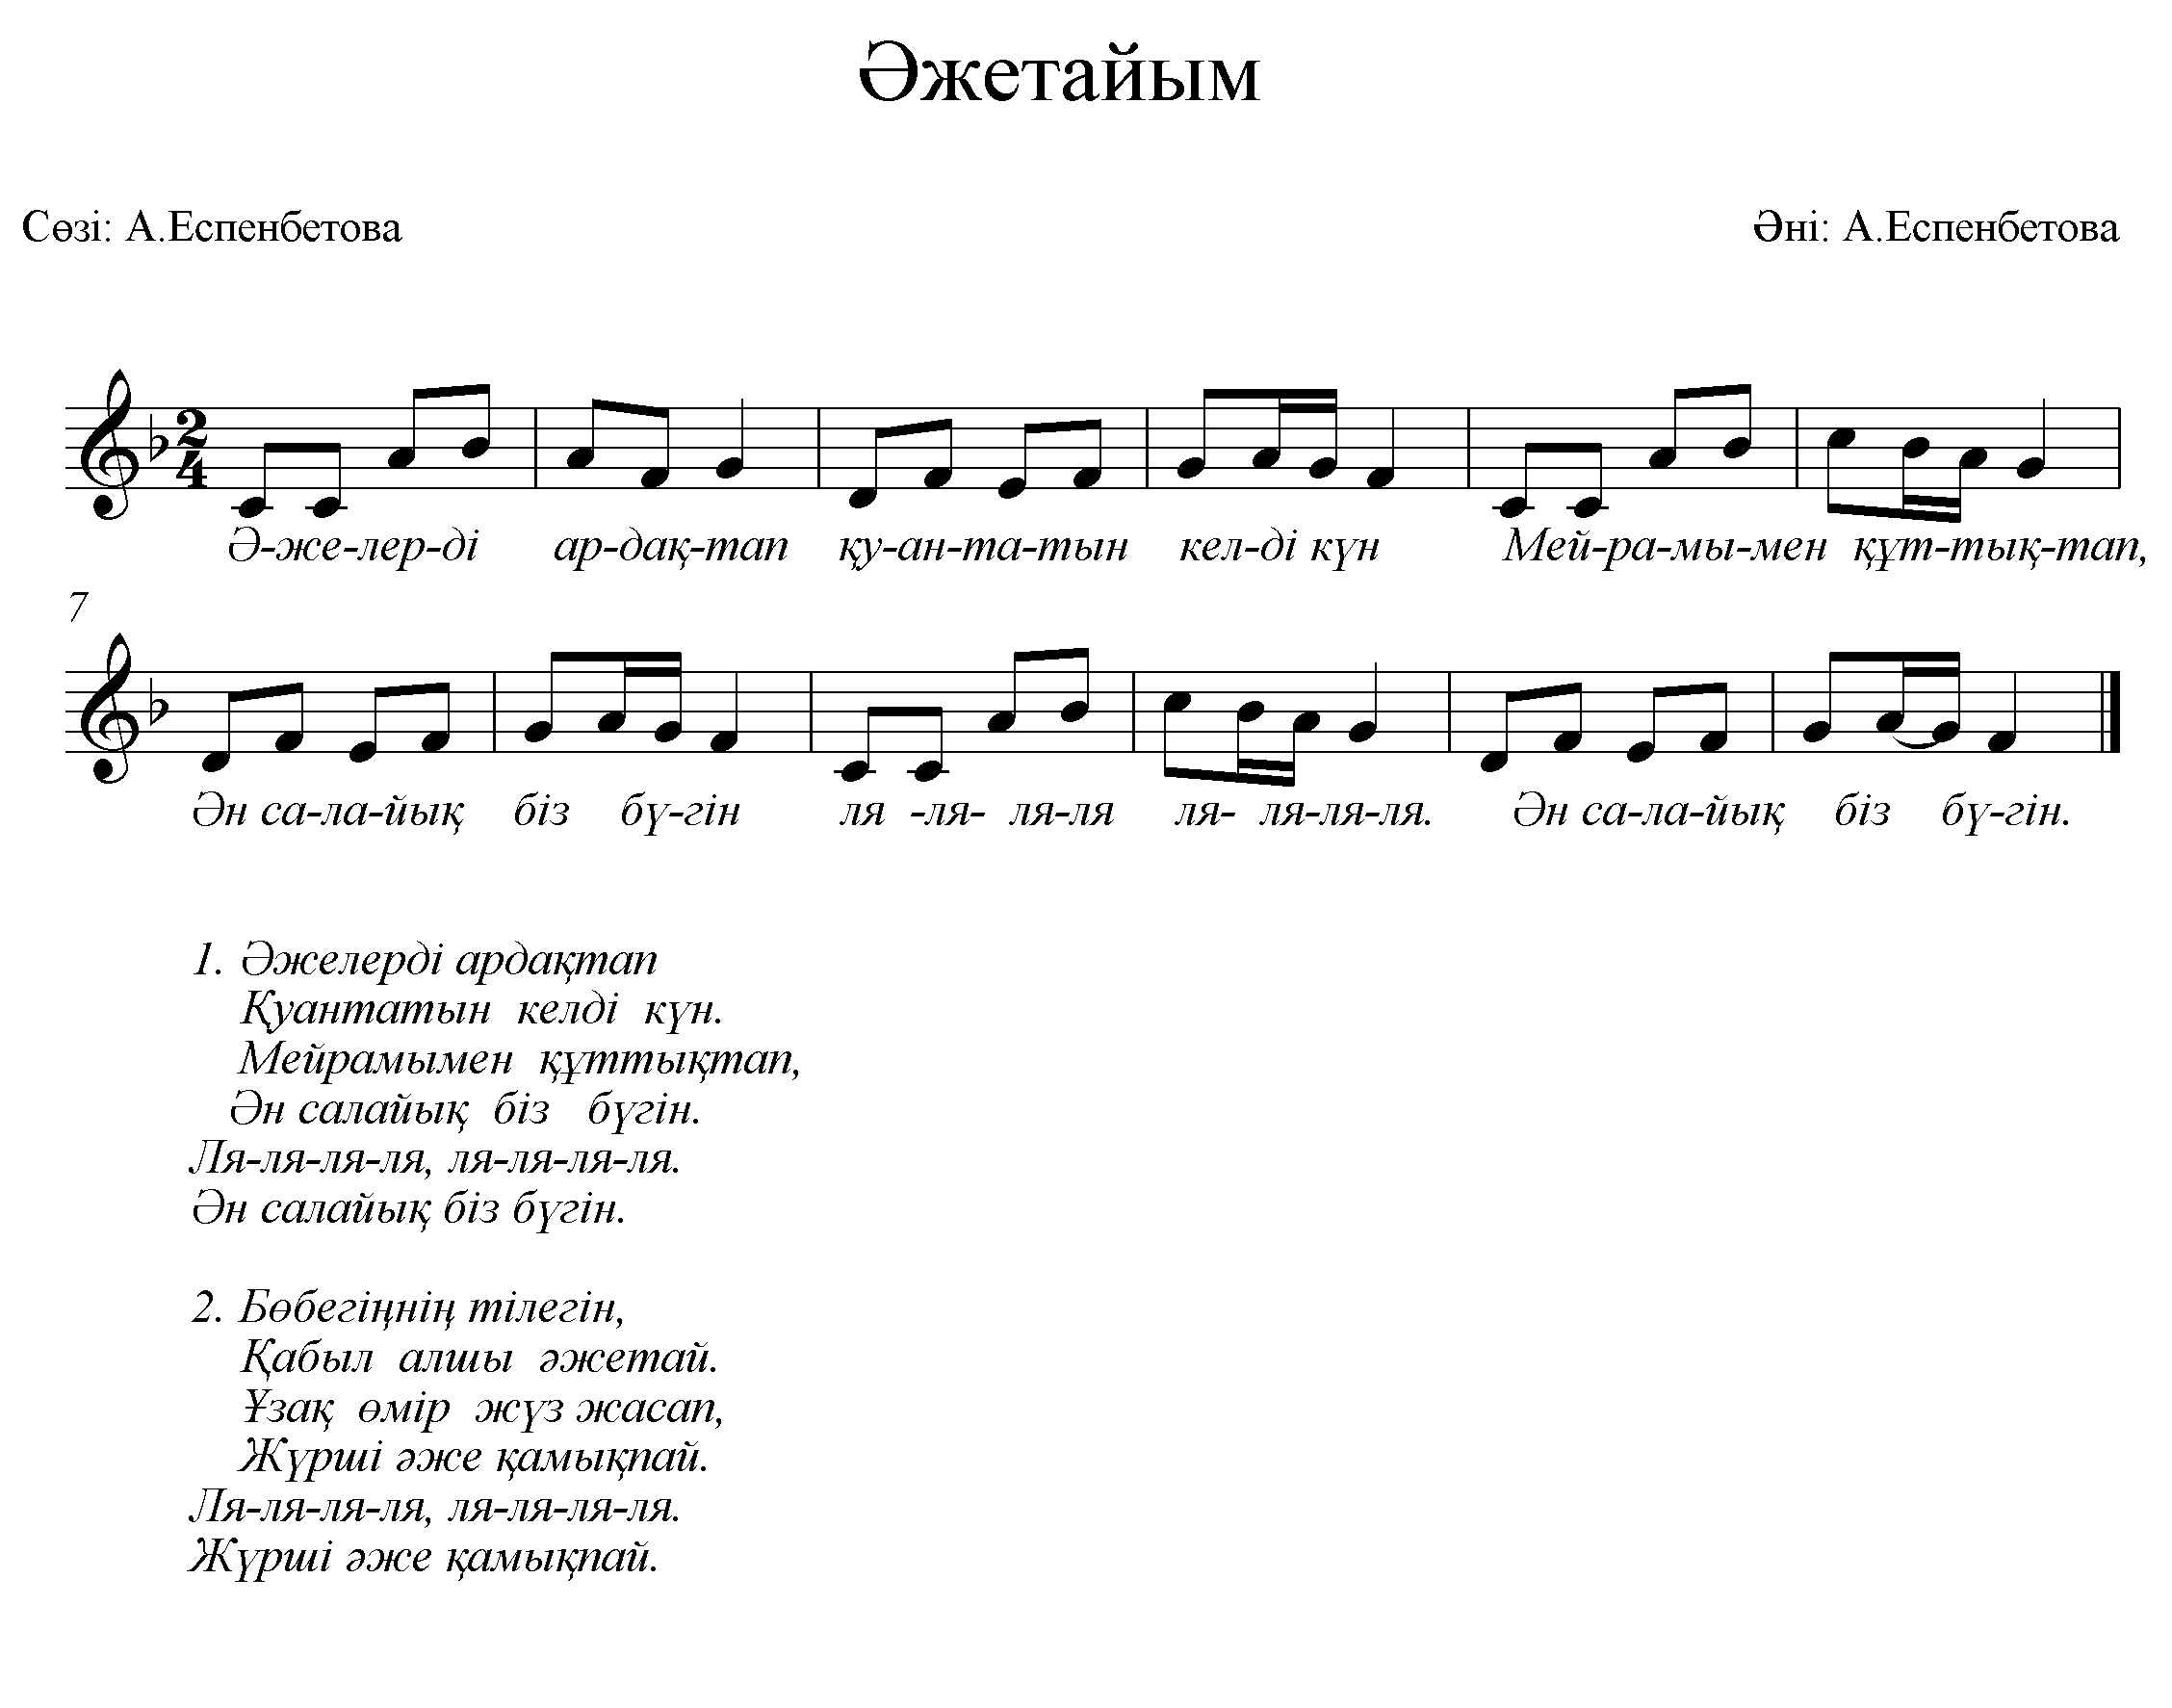 Әжетайым
Сөзі: А.Еспенбетова
Әні: А.Еспенбетова
2
4
Ә-же-лер-ді ар-дақ-тап қу-ан-та-тын кел-ді күн Мей-ра-мы-мен құт-тық-тап,
7
Ән са-ла-йық біз бү-гін ля -ля- ля-ля ля- ля-ля-ля. Ән са-ла-йық біз бү-гін.
1. Әжелерді ардақтап
Қуантатын келді күн.
Мейрамымен құттықтап,
Ән салайық біз бүгін.
Ля-ля-ля-ля, ля-ля-ля-ля.
Ән салайық біз бүгін.
2. Бөбегіңнің тілегін,
Қабыл алшы әжетай.
Ұзақ өмір жүз жасап,
Жүрші әже қамықпай.
Ля-ля-ля-ля, ля-ля-ля-ля.
Жүрші әже қамықпай.